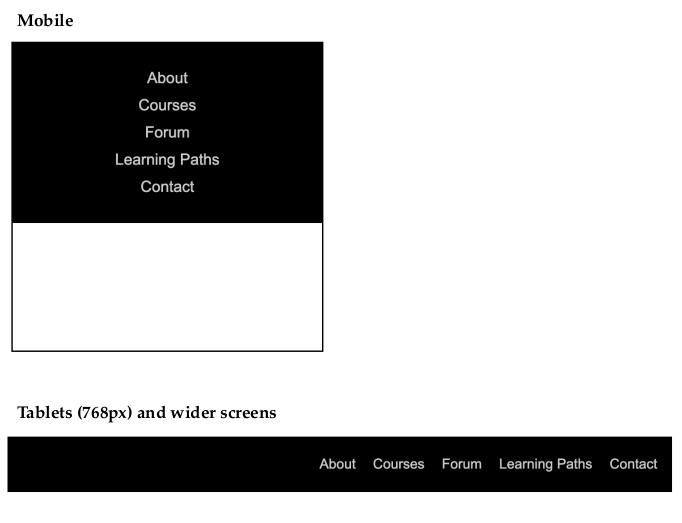 Mobile
About
Courses
Forum
Learning Paths
Contact
Tablets (768px) and wider screens
About Courses Forum Learning Paths Contact